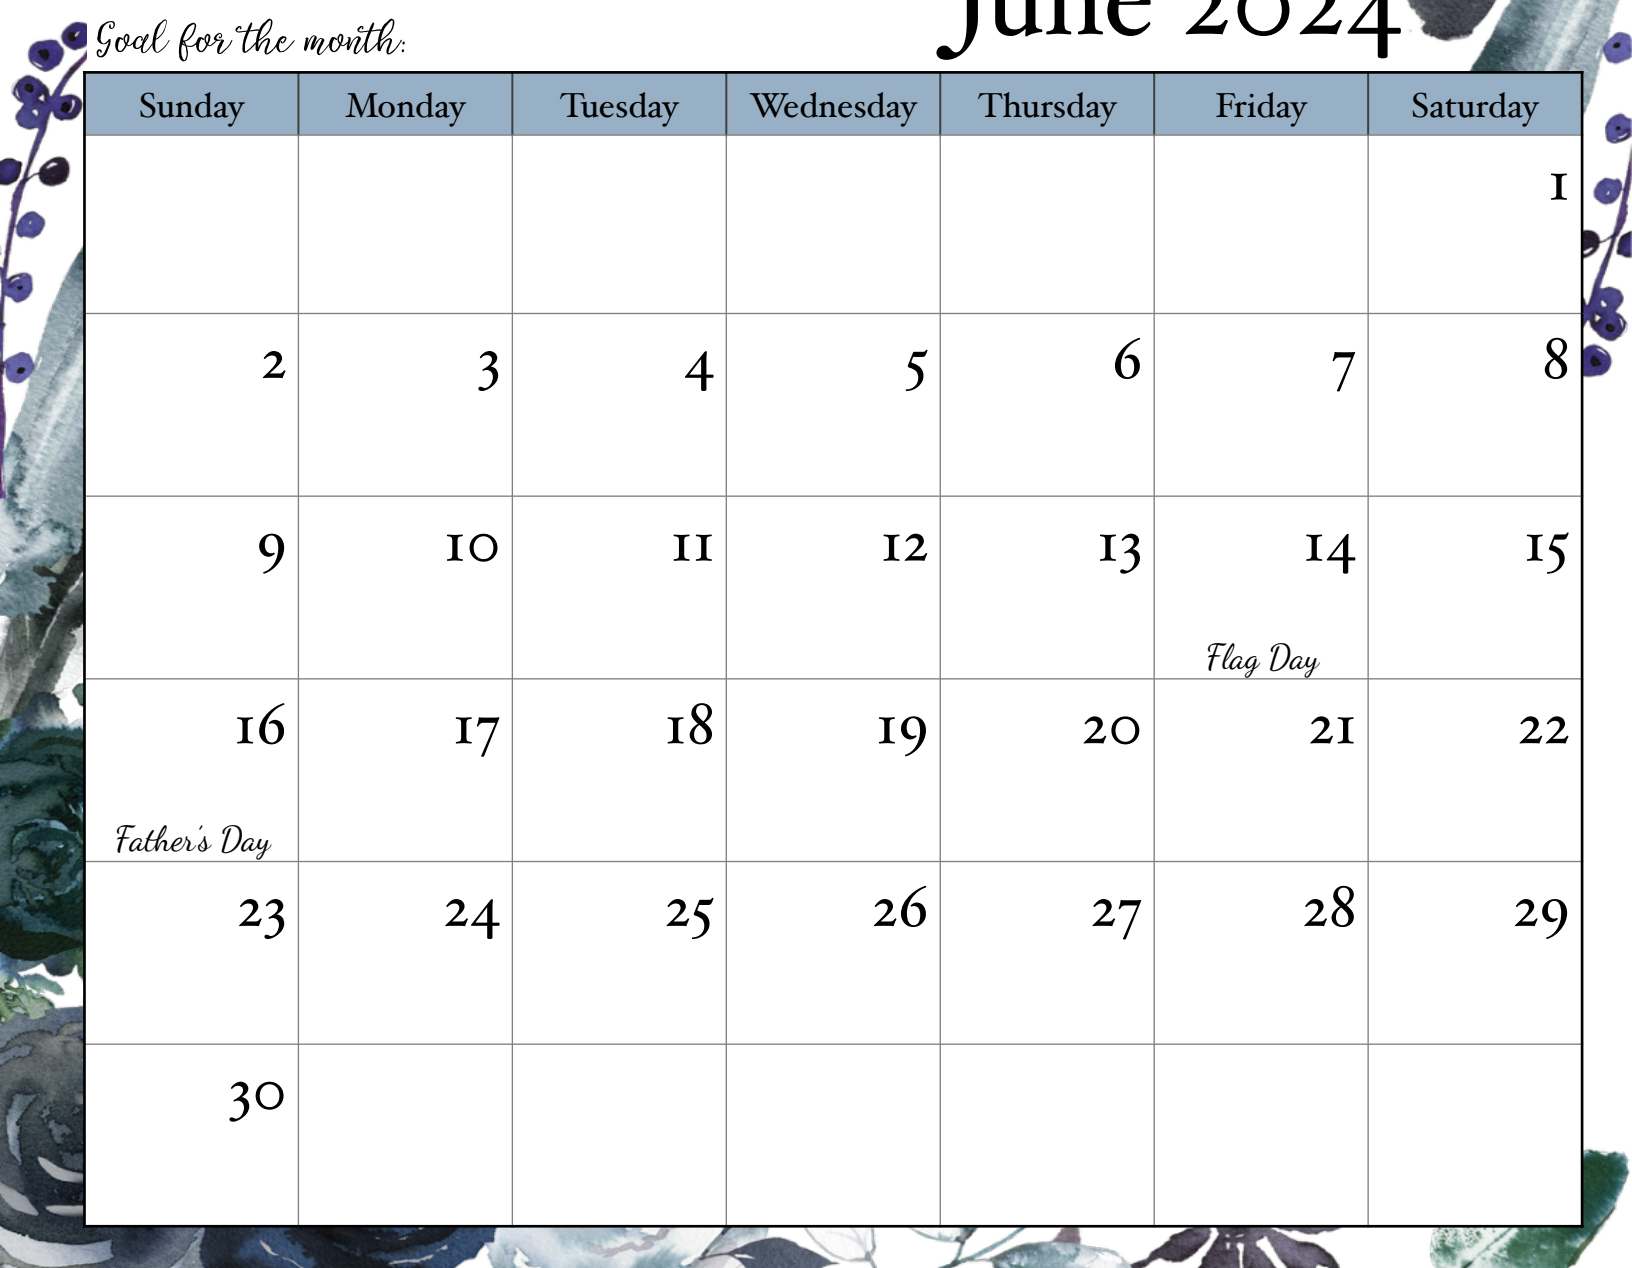 Goal for the month:
June 2024
Sunday Monday Tuesday Wednesday Thursday Friday Saturday
1
2 3 4 5 6 7 8
9 10 11 12 13 14 15
Flag Day
16 17 18 19 20 21 22
Father's Day
23 24 25 26 27 28 29
30